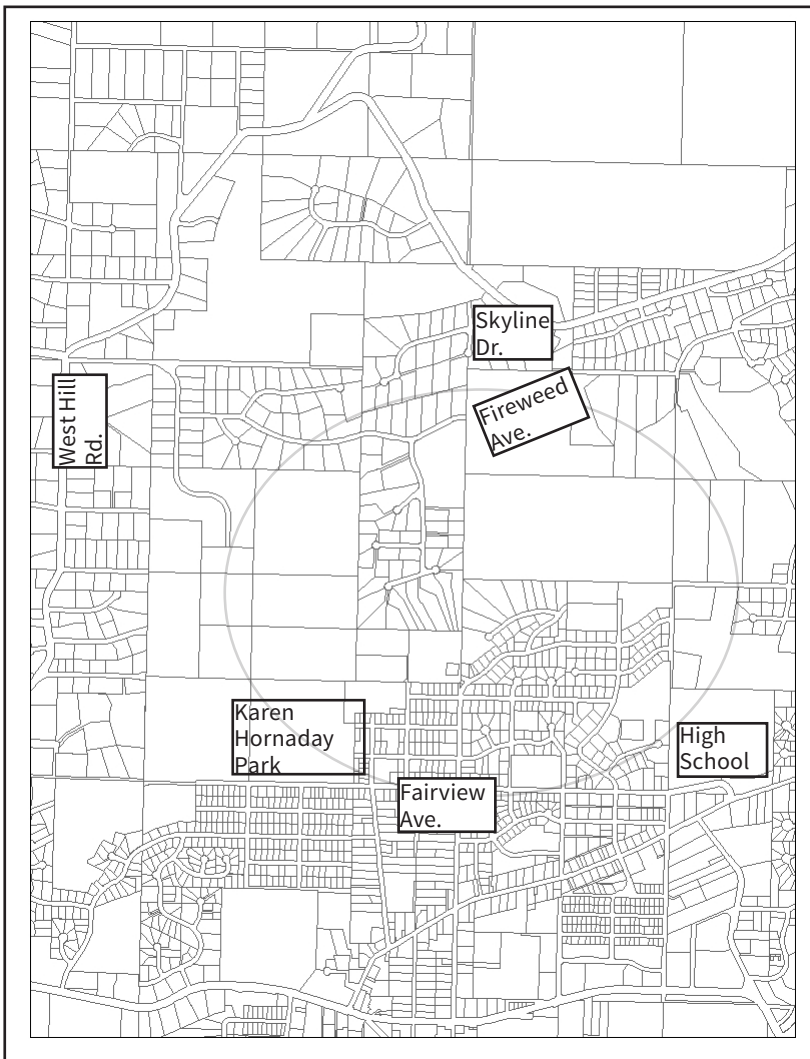 Skyline
Dr.
Fireweed
Ave.
West Hill
Rd.
Karen
Hornaday
Park
High
School
Fairview
Ave.